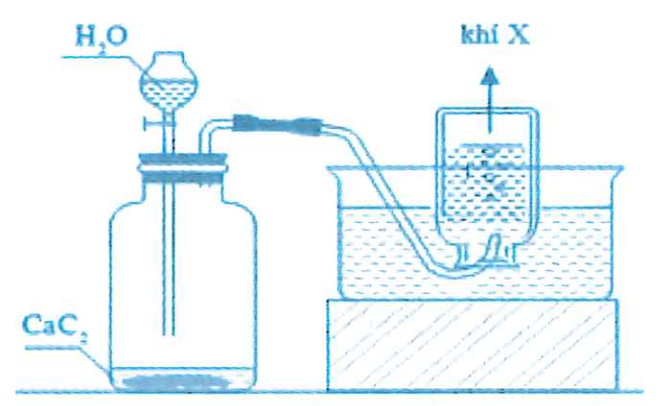 H₂O
khí X
CaC₂